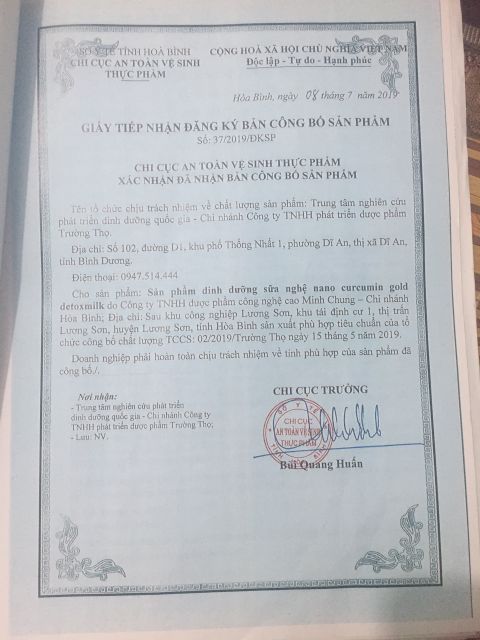 SỞ Y TẾ TỈNH HOÀ BÌNH
CHI CỤC AN TOÀN VỆ SINH
THỰC PHẨM
CỘNG HOÀ XÃ HỘI CHỦ NGHĨA VIỆT NAM
Độc lập - Tự do - Hạnh phúc
Hòa Bình, ngày 08 tháng 7 năm 2019
GIẤY TIẾP NHẬN ĐĂNG KÝ BẢN CÔNG BỐ SẢN PHẨM
Số: 37/2019/ĐKSP
CHI CỤC AN TOÀN VỆ SINH THỰC PHẨM
XÁC NHẬN ĐÃ NHẬN BẢN CÔNG BỐ SẢN PHẨM
Tên tổ chức chịu trách nhiệm về chất lượng sản phẩm: Trung tâm nghiên cứu
phát triển dinh dưỡng quốc gia - Chi nhánh Công ty TNHH phát triển dược phẩm
Trường Thọ.
Địa chỉ: Số 102, đường D1, khu phố Thống Nhất 1, phường Dĩ An, thị xã Dĩ An,
tỉnh Bình Dương.
Điện thoại: 0947.514.444
Cho sản phẩm: Sản phẩm dinh dưỡng sữa nghệ nano curcumin gold
detoxmilk do Công ty TNHH dược phẩm công nghệ cao Minh Chung – Chi nhánh
Hòa Bình; Địa chỉ: Sau khu công nghiệp Lương Sơn, khu tái định cư 1, thị trấn
Lương Sơn, huyện Lương Sơn, tỉnh Hòa Bình sản xuất phù hợp tiêu chuẩn của tổ
chức công bố chất lượng TCCS: 02/2019/Trường Thọ ngày 15 tháng 5 năm 2019.
Doanh nghiệp phải hoàn toàn chịu trách nhiệm về tính phù hợp của sản phẩm đã
công bố./.
Nơi nhận:
- Trung tâm nghiên cứu phát triển
dinh dưỡng quốc gia - Chi nhánh Công ty
TNHH phát triển dược phẩm Trường Thọ;
- Lưu: NV.
CHI CỤC TRƯỞNG
SỞ Y TẾ
CHI CỤC
AN TOÀN VỆ SINH
THỰC PHẨM
Bùi Quang Huấn